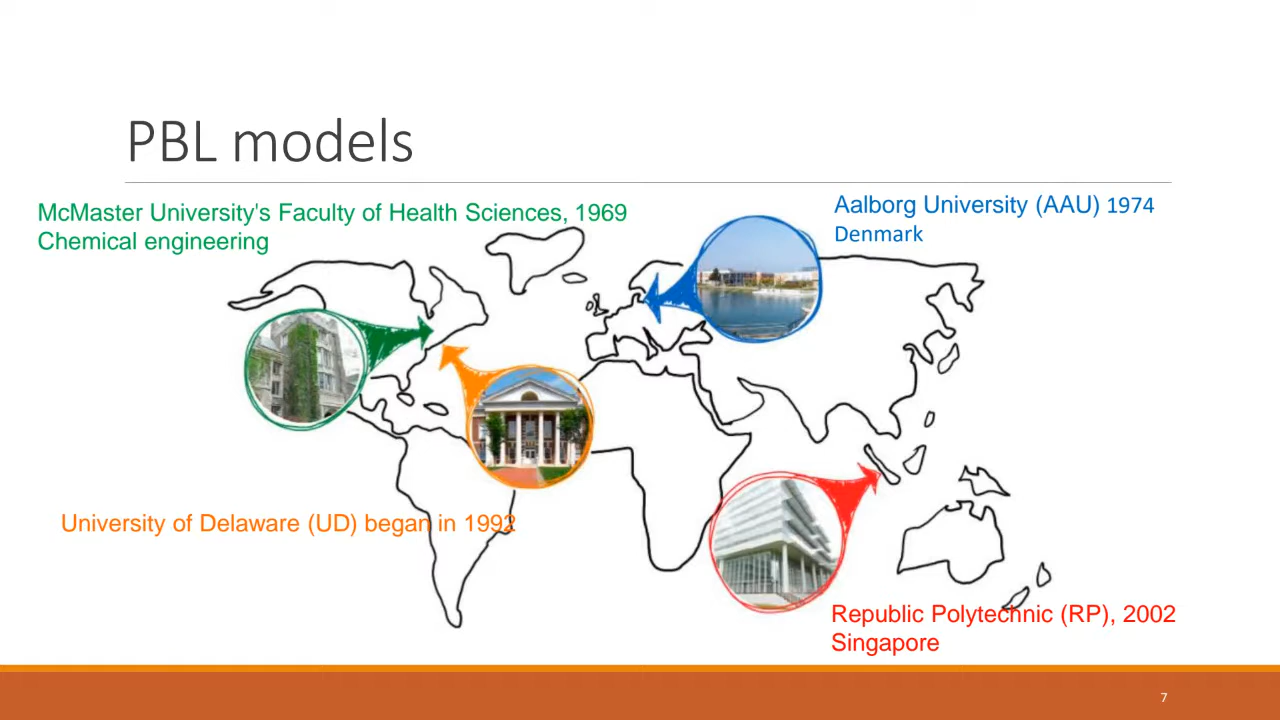 PBL models
McMaster University's Faculty of Health Sciences, 1969
Chemical engineering
Aalborg University (AAU) 1974
Denmark
University of Delaware (UD) began in 1992
Republic Polytechnic (RP), 2002
Singapore
7